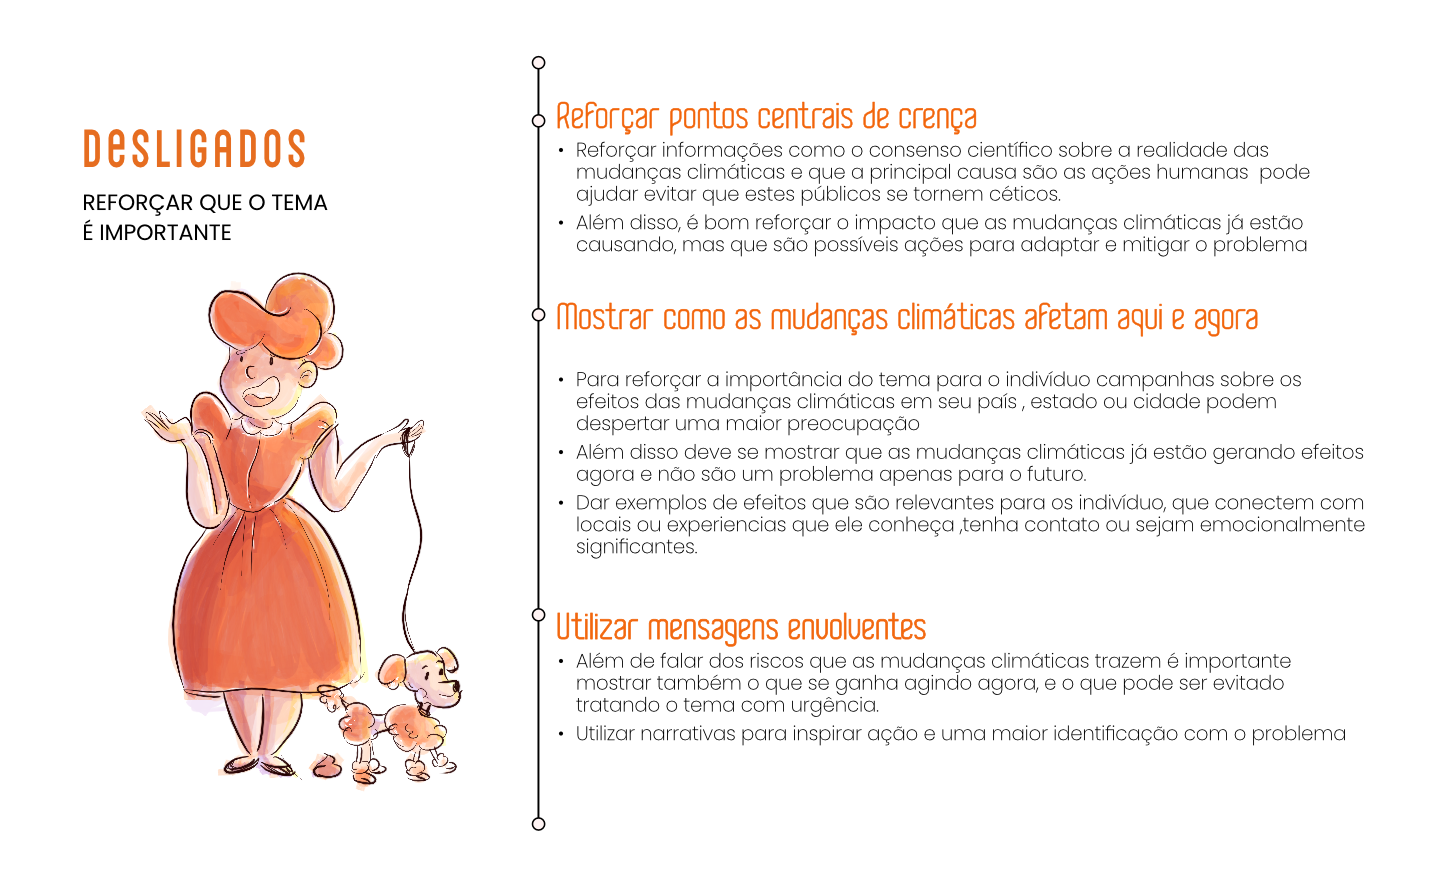 DESLIGADOS
REFORÇAR QUE O TEMA
É IMPORTANTE
Reforçar pontos centrais de crença
• Reforçar informações como o consenso científico sobre a realidade das
mudanças climáticas e que a principal causa são as ações humanas pode
ajudar evitar que estes públicos se tornem céticos.
• Além disso, é bom reforçar o impacto que as mudanças climáticas já estão
causando, mas que são possíveis ações para adaptar e mitigar o problema
Mostrar como as mudanças climáticas afetam aqui e agora
• Para reforçar a importância do tema para o indivíduo campanhas sobre os
efeitos das mudanças climáticas em seu país , estado ou cidade podem
despertar uma maior preocupação
• Além disso deve se mostrar que as mudanças climáticas já estão gerando efeitos
agora e não são um problema apenas para o futuro.
• Dar exemplos de efeitos que são relevantes para os indivíduo, que conectem com
locais ou experiencias que ele conheça ,tenha contato ou sejam emocionalmente
significantes.
Utilizar mensagens envolventes
• Além de falar dos riscos que as mudanças climáticas trazem é importante
mostrar também o que se ganha agindo agora, e o que pode ser evitado
tratando o tema com urgência.
• Utilizar narrativas para inspirar ação e uma maior identificação com o problema